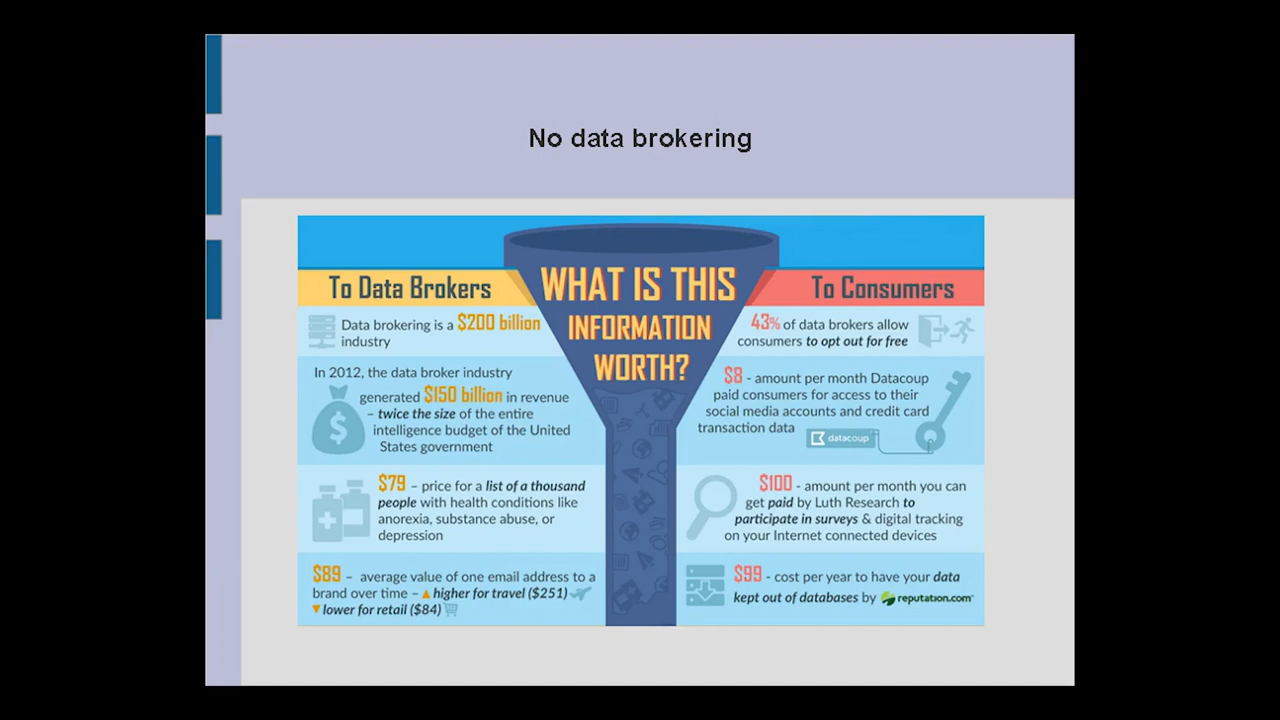 No data brokering
WHAT IS THIS
INFORMATION
WORTH?
To Data Brokers
Data brokering is a $200 billion
industry
In 2012, the data broker industry
generated $150 billion in revenue
– twice the size of the entire
intelligence budget of the United
States government
$79 – price for a list of a thousand
people with health conditions like
anorexia, substance abuse, or
depression
$89 – average value of one email address to a
brand over time – ▲ higher for travel ($251)
▼ lower for retail ($84)
To Consumers
43% of data brokers allow
consumers to opt out for free
$8 - amount per month Datacoup
paid consumers for access to their
social media accounts and credit card
transaction data
datacoup
$100 - amount per month you can
get paid by Luth Research to
participate in surveys & digital tracking
on your Internet connected devices
$99 - cost per year to have your data
kept out of databases by reputation.com